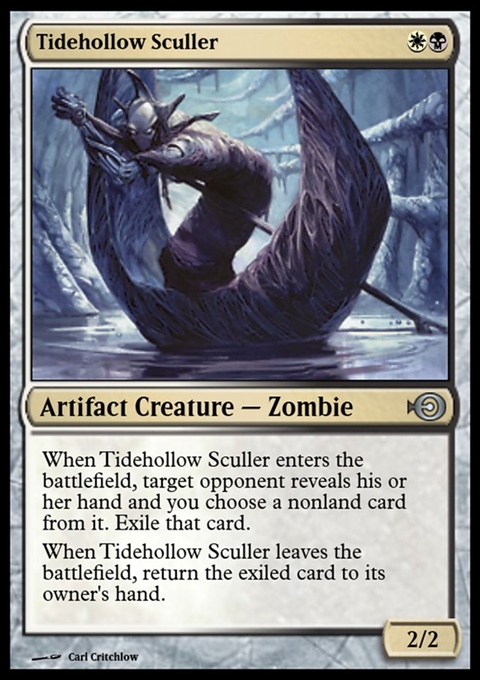 Tidehollow Sculler
Artifact Creature — Zombie
When Tidehollow Sculler enters the
battlefield, target opponent reveals his or
her hand and you choose a nonland card
from it. Exile that card.
When Tidehollow Sculler leaves the
battlefield, return the exiled card to its
owner's hand.
2/2
Carl Critchlow